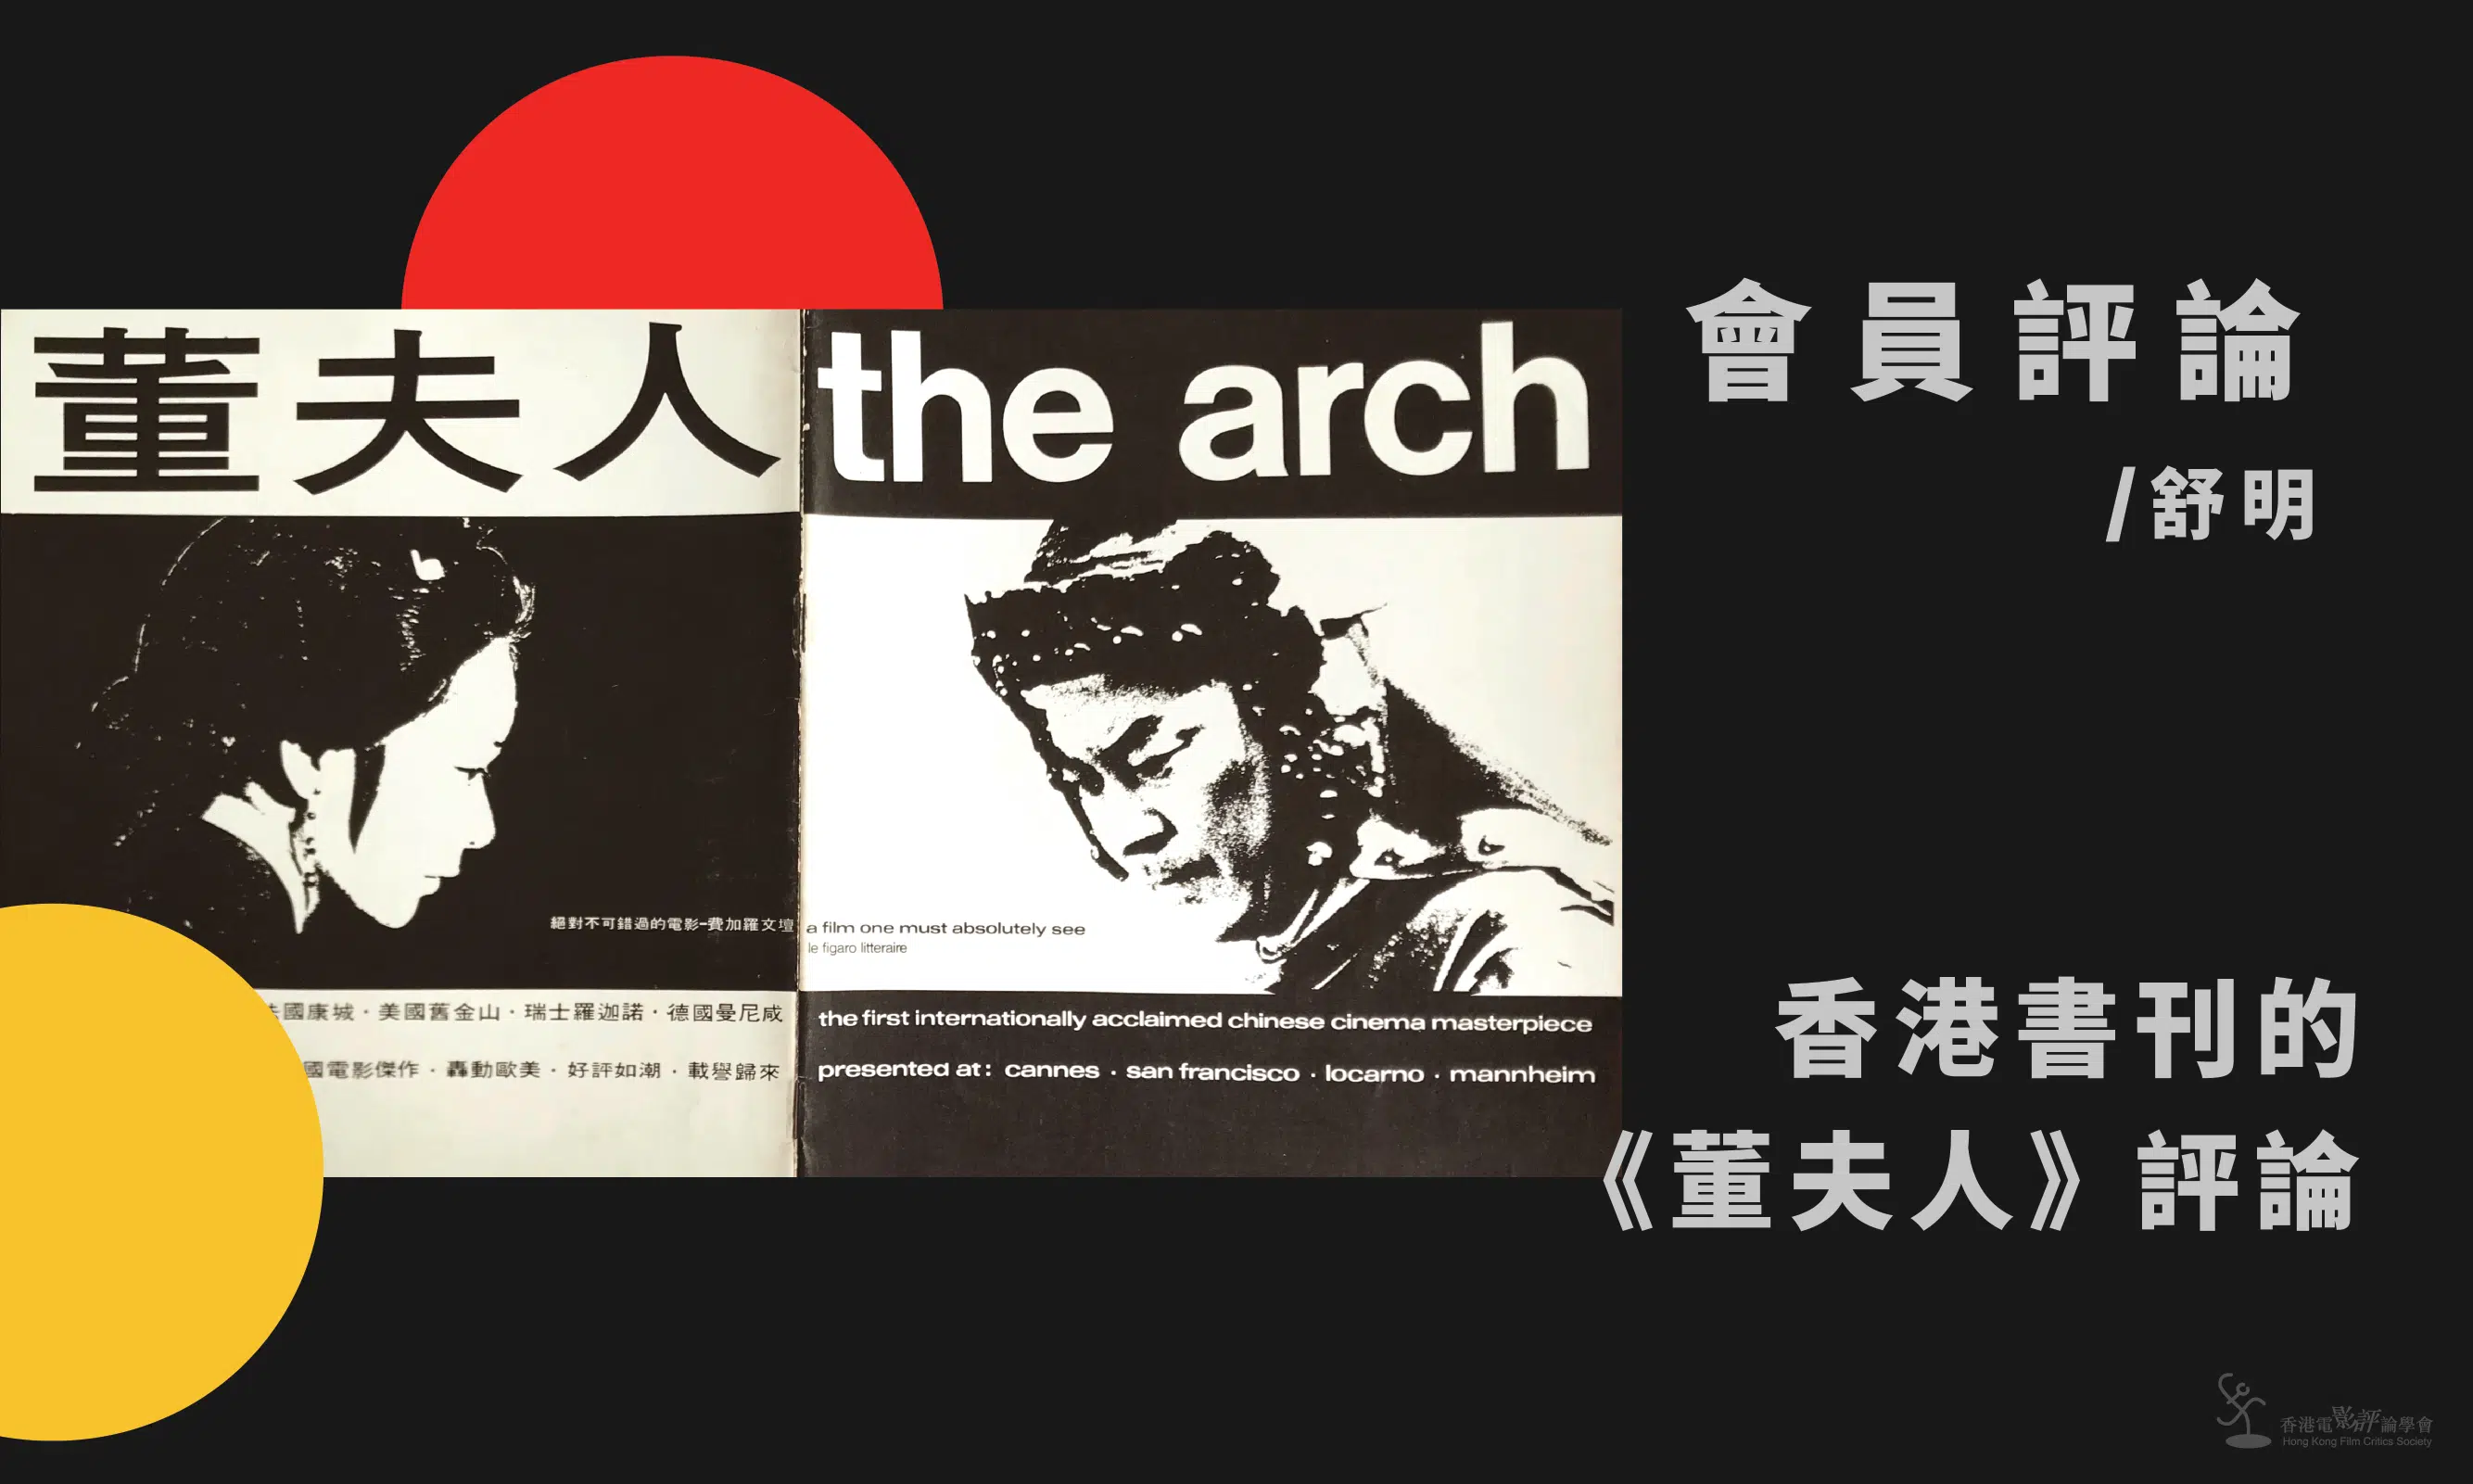 董夫人
the arch
會員評論
/舒明
絕對不可錯過的電影-費加羅文壇
a film one must absolutely see
le figaro litteraire
國康城・美國舊金山・瑞士羅迦諾・德國曼尼咸
國電影傑作・轟動歐美・好評如潮・載譽歸來
the first internationally acclaimed chinese cinema masterpiece
presented at: cannes · san francisco · locarno · mannheim
香港書刊的
《董夫人》評論
香港電影評論學會
Hong Kong Film Critics Society